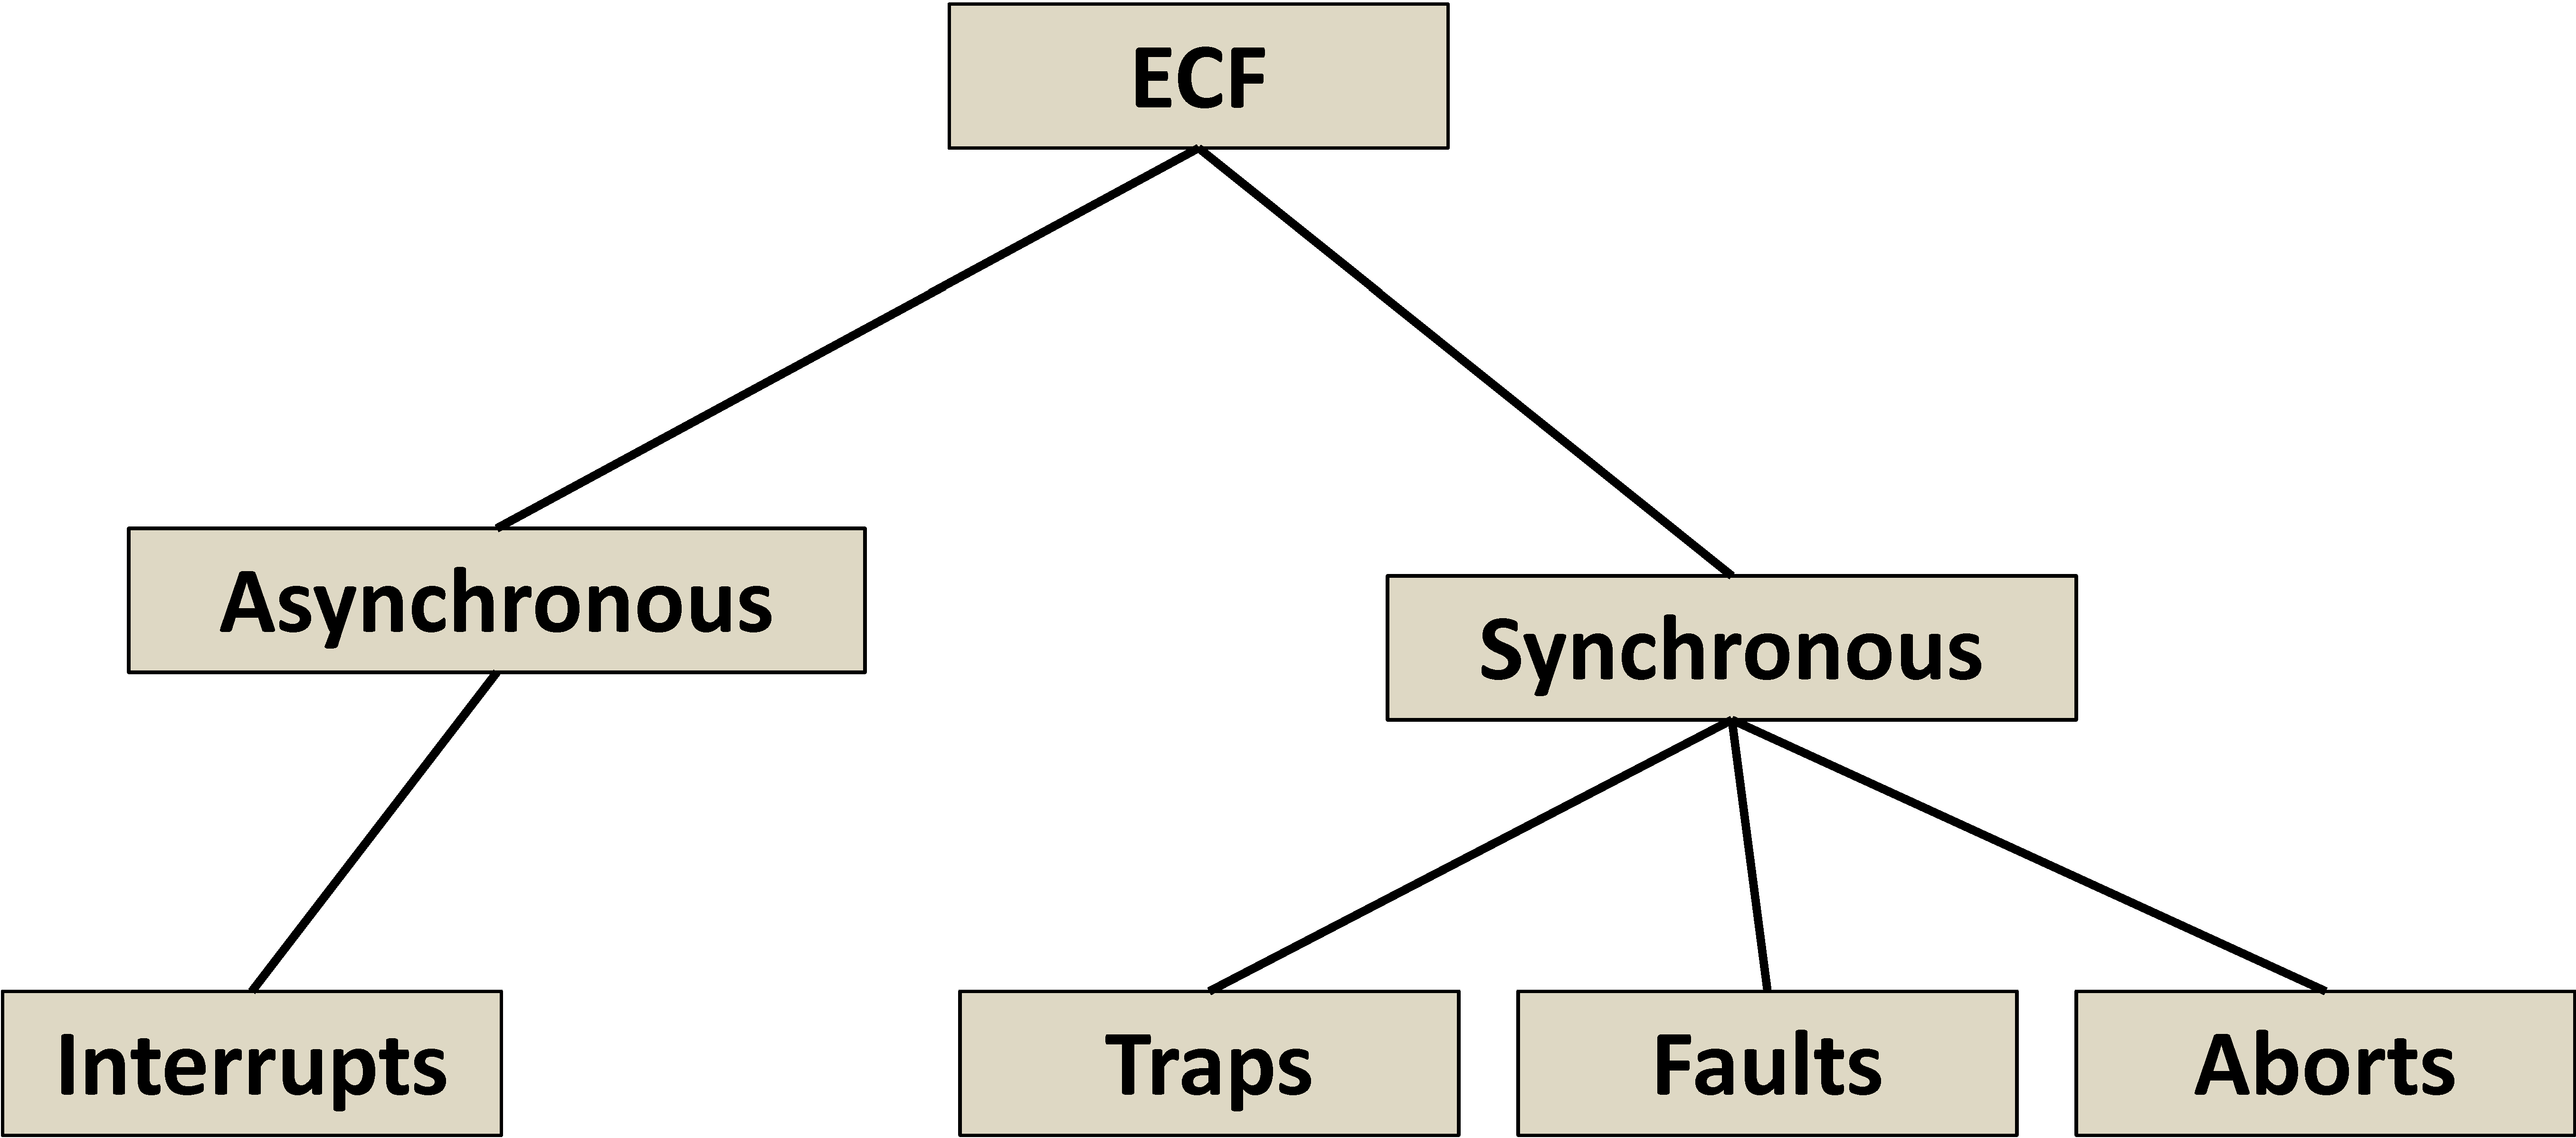 ECF
Asynchronous
Synchronous
Interrupts
Traps
Faults
Aborts